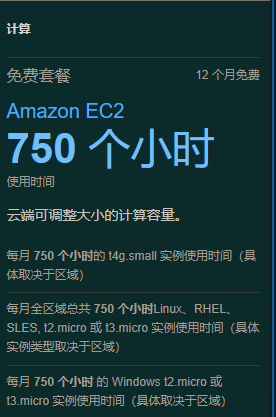 计算
免费套餐
12 个月免费
Amazon EC2
750 个小时
使用时间
云端可调整大小的计算容量。
每月 750 个小时的 t4g.small 实例使用时间（具
体取决于区域）
每月全区域总共 750 个小时Linux、RHEL、
SLES, t2.micro 或 t3.micro 实例使用时间（具体
实例类型取决于区域）
每月 750 个小时 的 Windows t2.micro 或
t3.micro 实例使用时间（具体取决于区域）